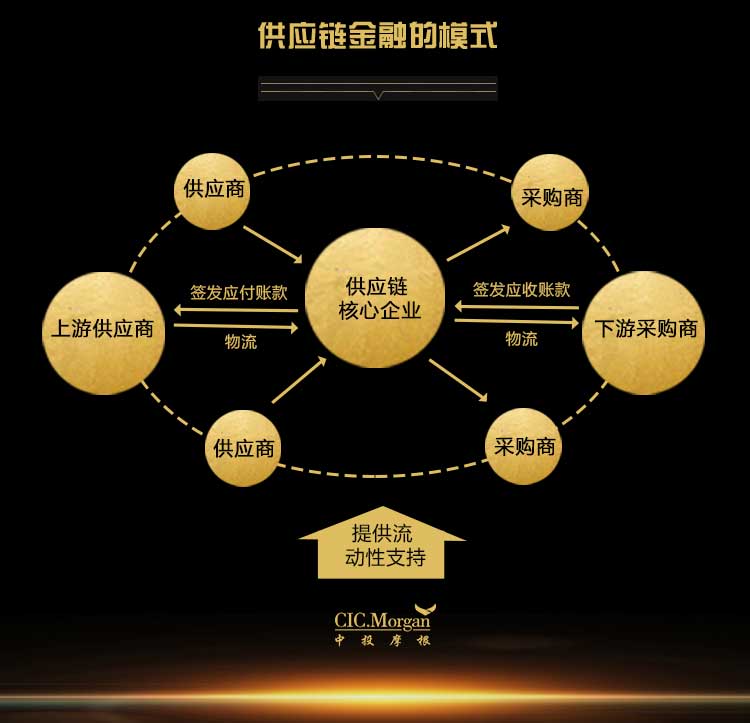 供应链金融的模式
供应商
采购商
供应链
核心企业
签发应付账款
签发应收账款
上游供应商
下游采购商
物流
物流
供应商
采购商
提供流
动性支持
CIC.Morgan
中投摩根